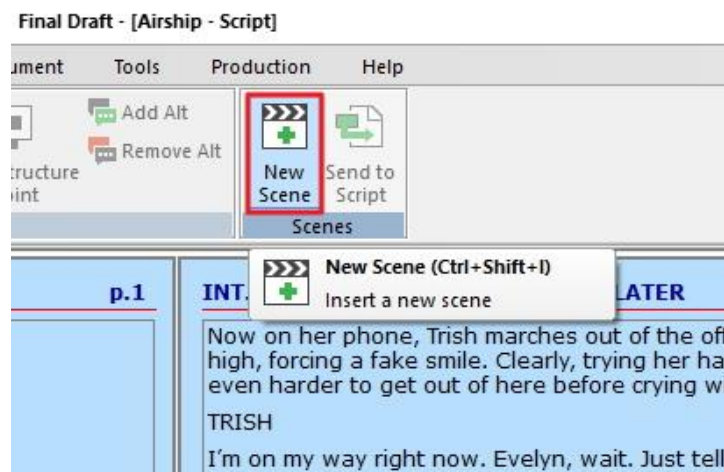 Final Draft - [Airship - Script]
ument Tools Production Help
Add Alt
Remove Alt
ructure
int
New
Scene
Send to
Script
Scenes
New Scene (Ctrl+Shift+I)
Insert a new scene
p.1
INT. LATER
Now on her phone, Trish marches out of the off
high, forcing a fake smile. Clearly, trying her ha
even harder to get out of here before crying w
TRISH
I'm on my way right now. Evelyn, wait. Just tell